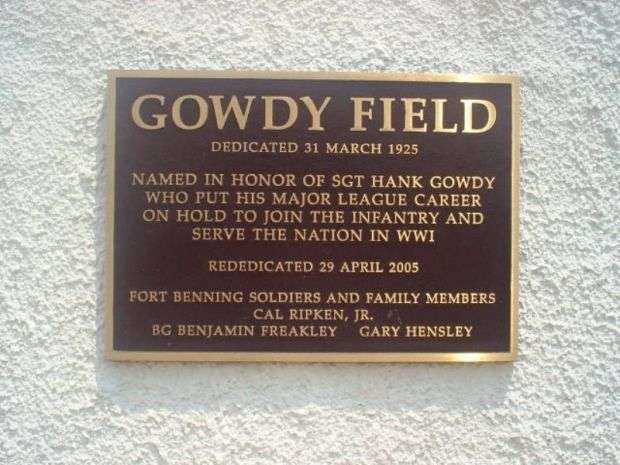 GOWDY FIELD
DEDICATED 31 MARCH 1925
NAMED IN HONOR OF SGT HANK GOWDY
WHO PUT HIS MAJOR LEAGUE CAREER
ON HOLD TO JOIN THE INFANTRY AND
SERVE THE NATION IN WWI
REDEDICATED 29 APRIL 2005
FORT BENNING SOLDIERS AND FAMILY MEMBERS
CAL RIPKEN, JR.
BG BENJAMIN FREAKLEY GARY HENSLEY